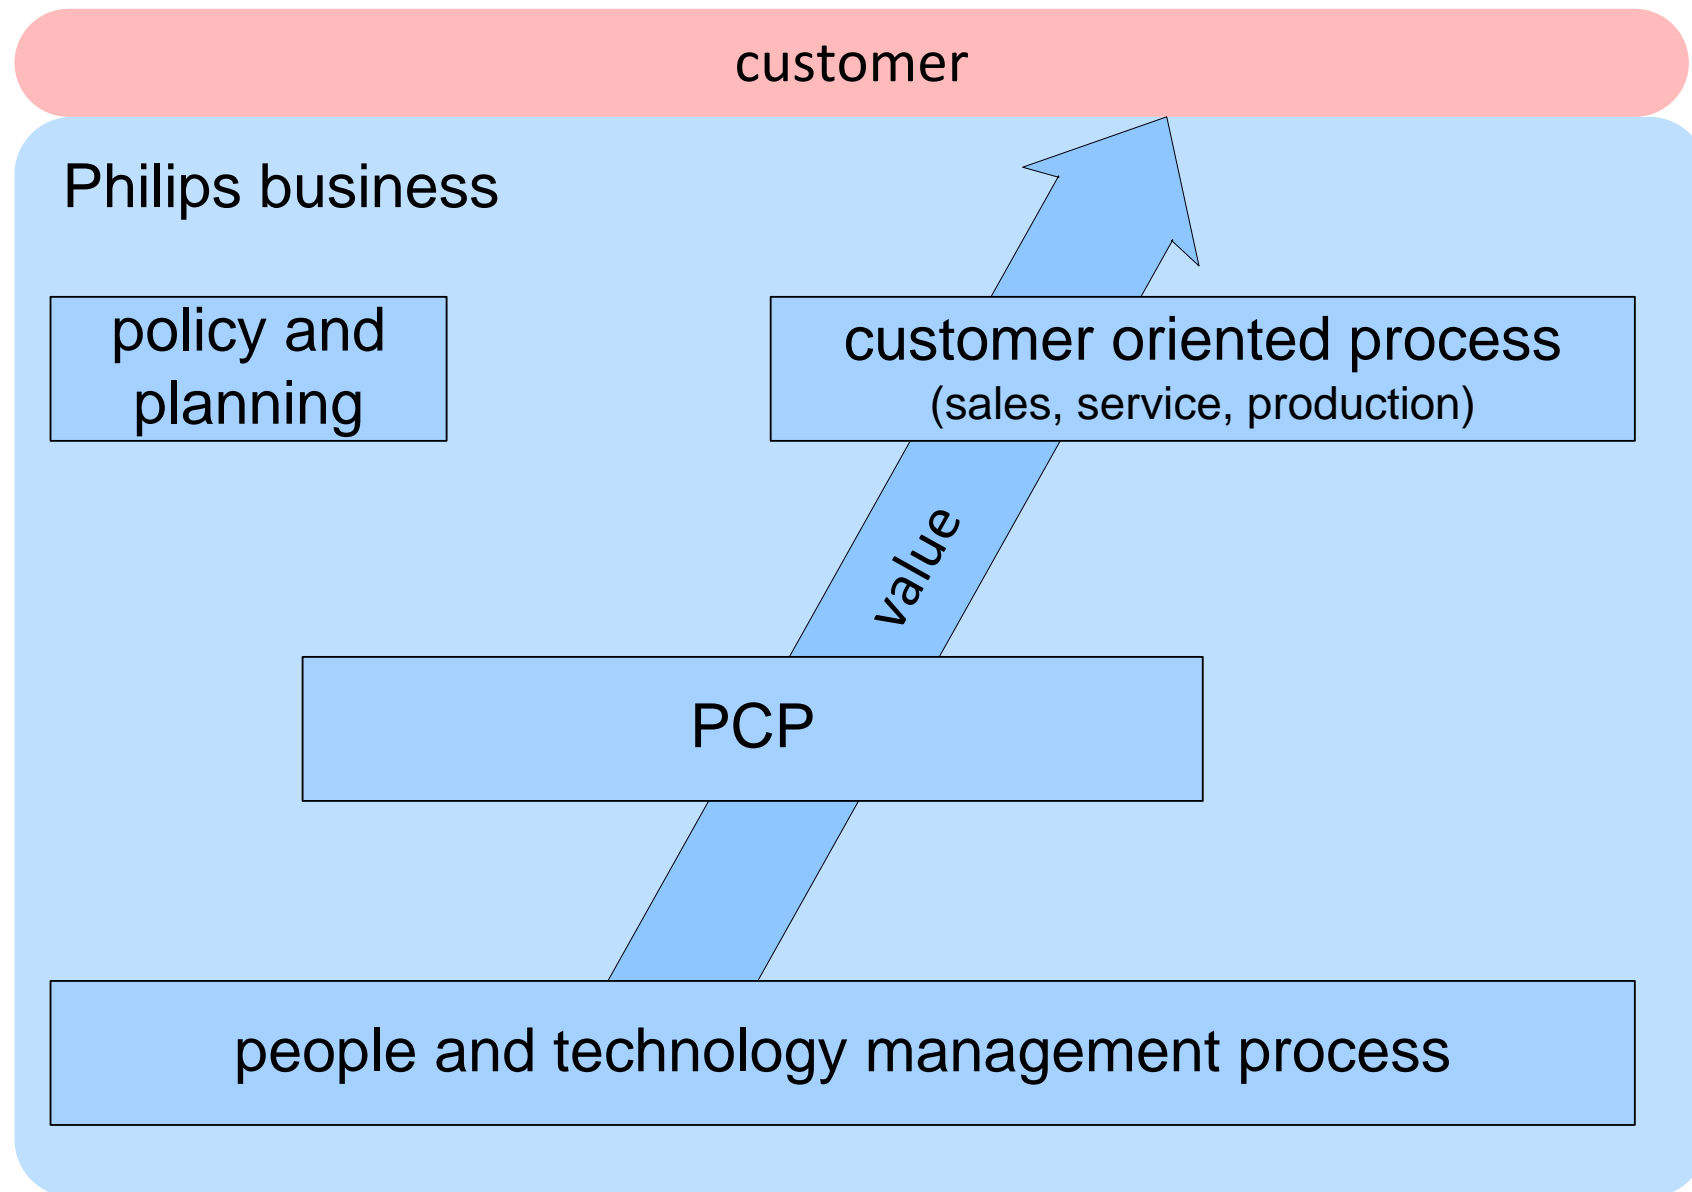 customer
Philips business
policy and
planning
customer oriented process
(sales, service, production)
value
PCP
people and technology management process